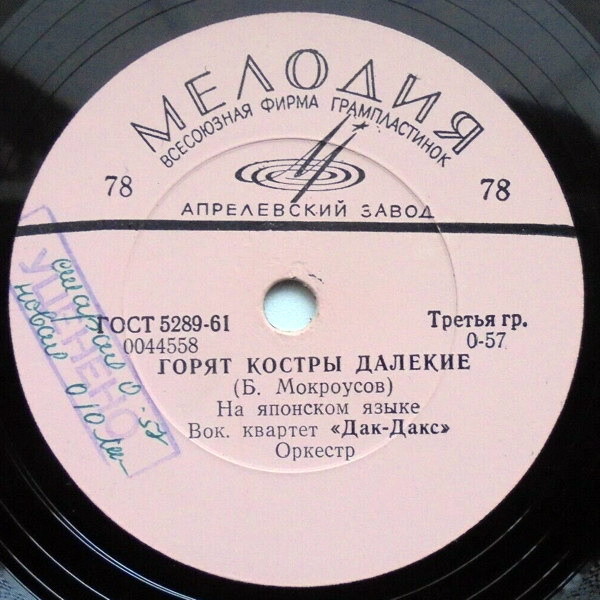 МЕЛОДИЯ
ВСЕСОЮЗНАЯ ФИРМА ГРАМПЛАСТИНОК
78
78
АПРЕЛЕВСКИЙ ЗАВОД
УЦЕНЕНО
ГОСТ 5289-61
0044558
Третья гр.
0-57
ГОРЯТ КОСТРЫ ДАЛЕКИЕ
(Б. Мокроусов)
На японском языке
Вок. квартет «Дак-Дакс»
Оркестр